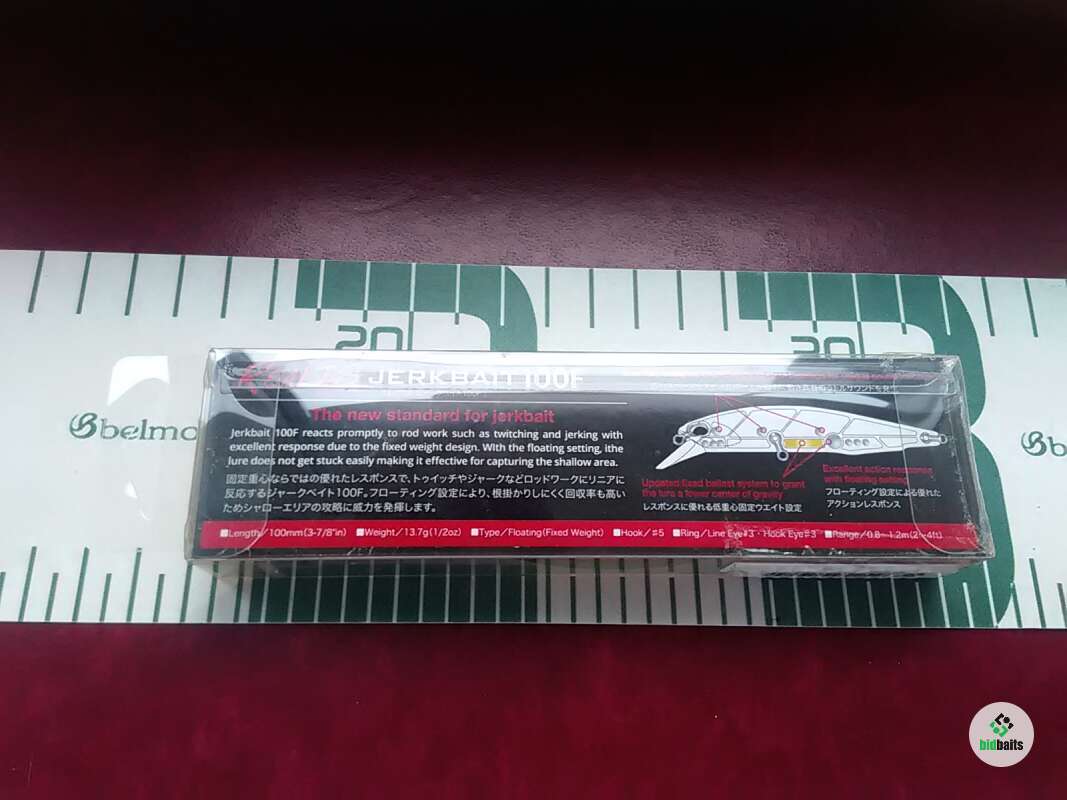 20
belmo
JERKBAIT 100F
The new standard for jerkbait
Jerkbait 100F reacts promptly to rod work such as twitching and jerking with
excellent response due to the fixed weight design. With the floating setting, ithe
lure does not get stuck easily making it effective for capturing the shallow area.
固定重心ならではの優れたレスポンスで、トゥイッチやジャークなどロッドワークにリニアに
反応するジャークベイト100F。フローティング設定により、根掛かりしにくく回収率も高い
ためシャローエリアの攻略に威力を発揮します。
Updated fixed ballast system to grant
the lure a lower center of gravity
レスポンスに優れる低重心固定ウエイト設定
Excellent action response
with floating setting
フローティング設定による優れた
アクションレスポンス
■Length/100mm(3-7/8"in) ■Weight/13.7g(1/2oz) ■Type/Floating(Fixed Weight) ■Hook/#5 ■Ring/Line Eye#3・Hook Eye#3 ■Range/0.8~1.2m(2~4ft)
bidbaits